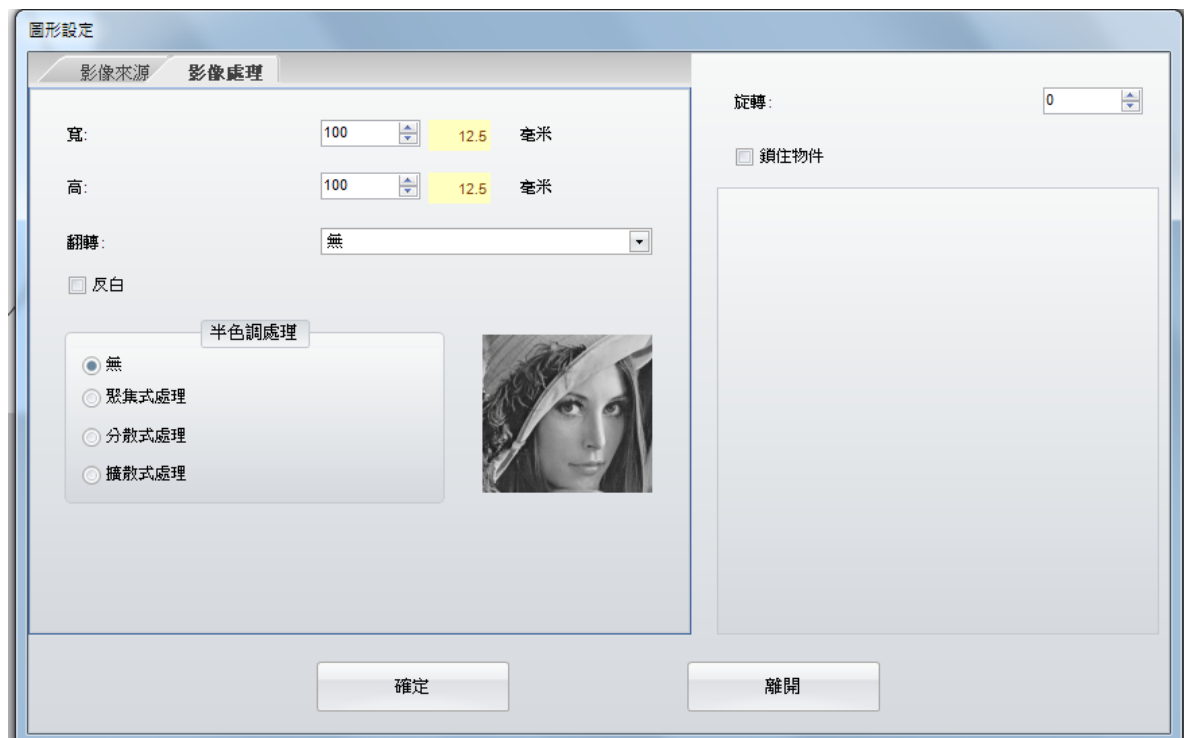 圖形設定
影像來源 影像處理
寬: 100 12.5 毫米
高: 100 12.5 毫米
翻轉: 無
反白
半色調處理
無
聚集式處理
分散式處理
擴散式處理
旋轉: 0
鎖住物件
確定 離開